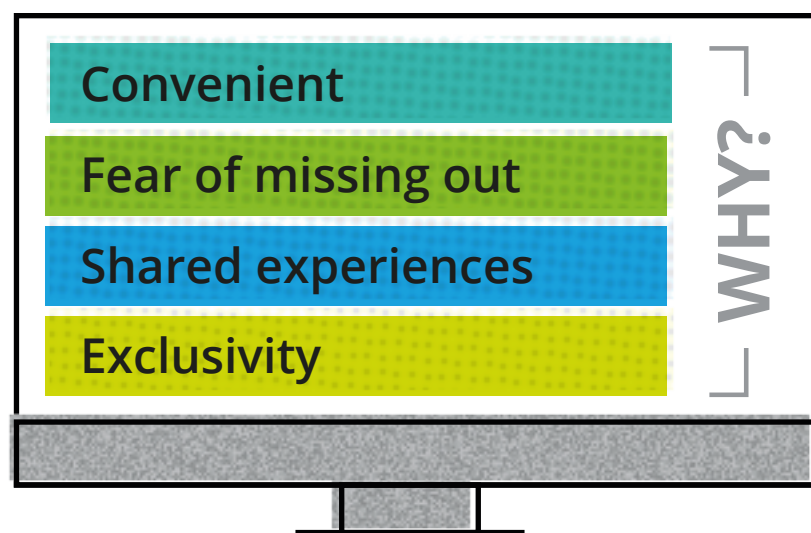 Convenient
Fear of missing out
Shared experiences
Exclusivity
WHY?